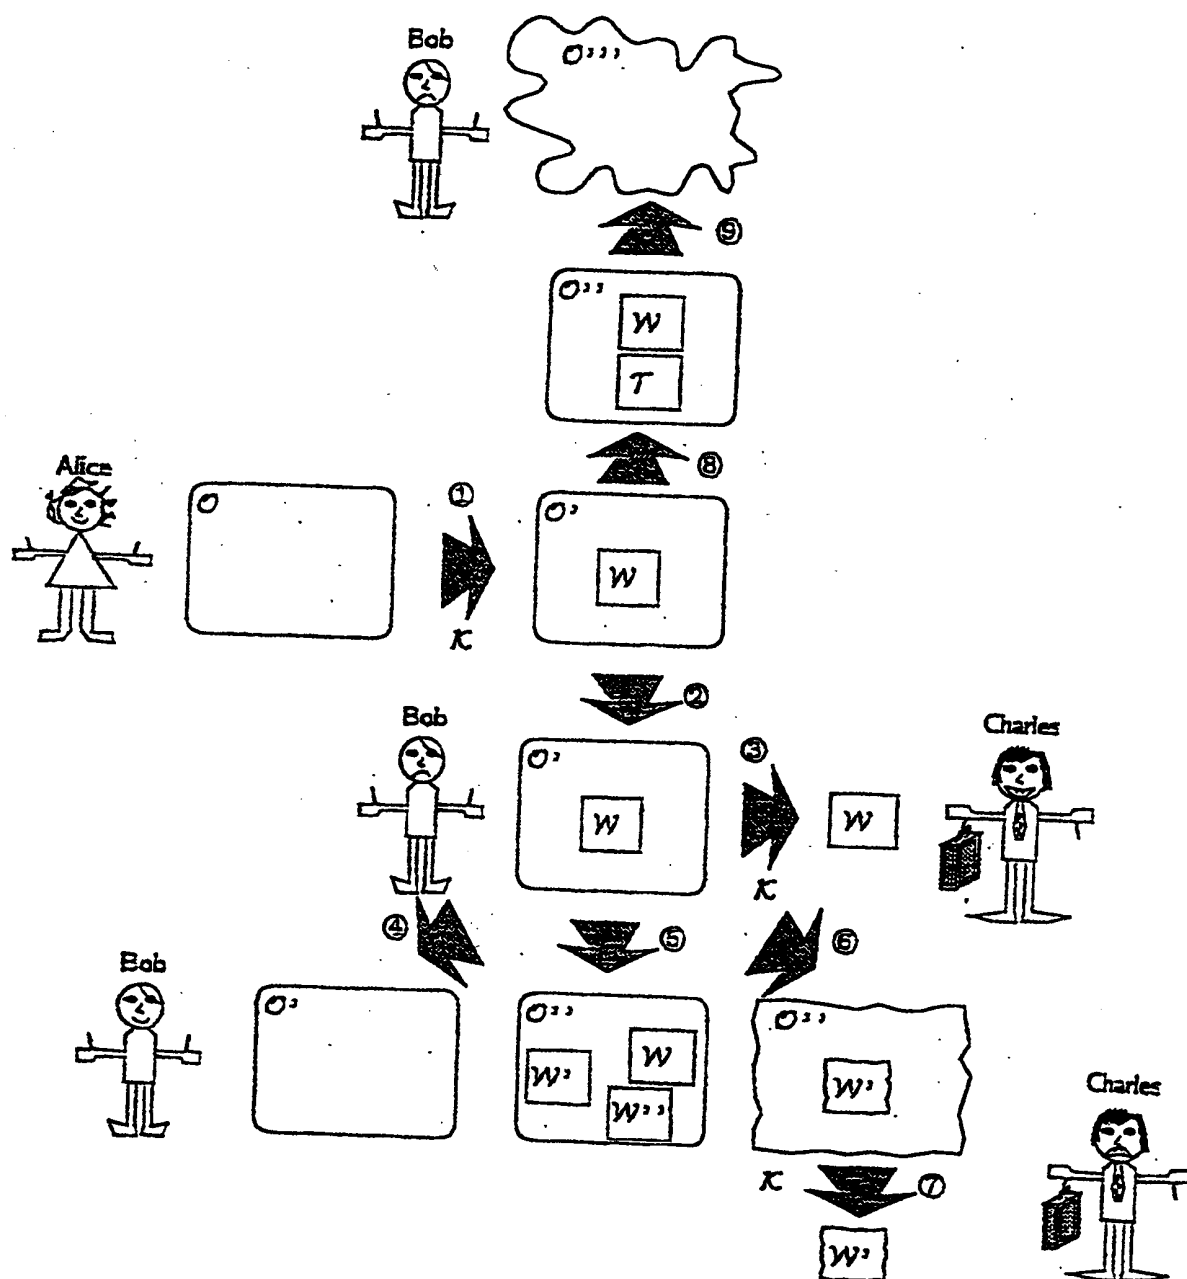 Bob
O,,,
⑨
O,,
W
T
⑧
Alice
O
①
K
O,
W
②
Bob
O,
W
③
K
W
Charles
④
⑤
⑥
Bob
O,
O,,
W,
W
W,,
O,,
W,
K
⑦
W,
Charles